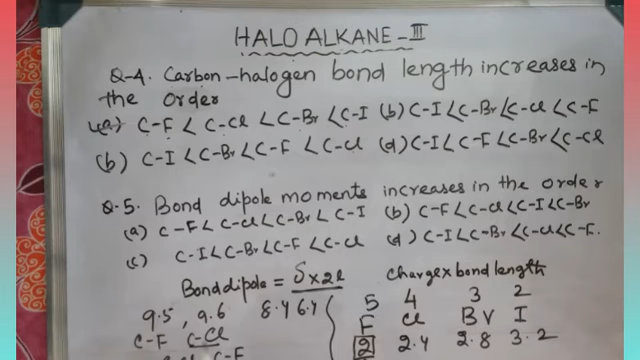 HALO ALKANE-III
Q-4. Carbon-halogen bond length increases in
the order
(a) C-F < C-Cl < C-Br < C-I (b) C-I < C-Br < C-Cl < C-F
(b) C-I < C-Br < C-F < C-Cl (d) C-I < C-F < C-Br < C-Cl
Q.5. Bond dipole moments increases in the order
(a) C-F < C-Cl < C-Br < C-I (b) C-F < C-Cl < C-I < C-Br
(c) C-I < C-Br < C-F < C-Cl (d) C-I < C-Br < C-Cl < C-F.
Bond dipole = charge x bond length
9.5, 9.6 8.4 6.4 5 4 3 2
C-F C-Cl F Cl Br I
2 2.4 2.8 3.2
C-F